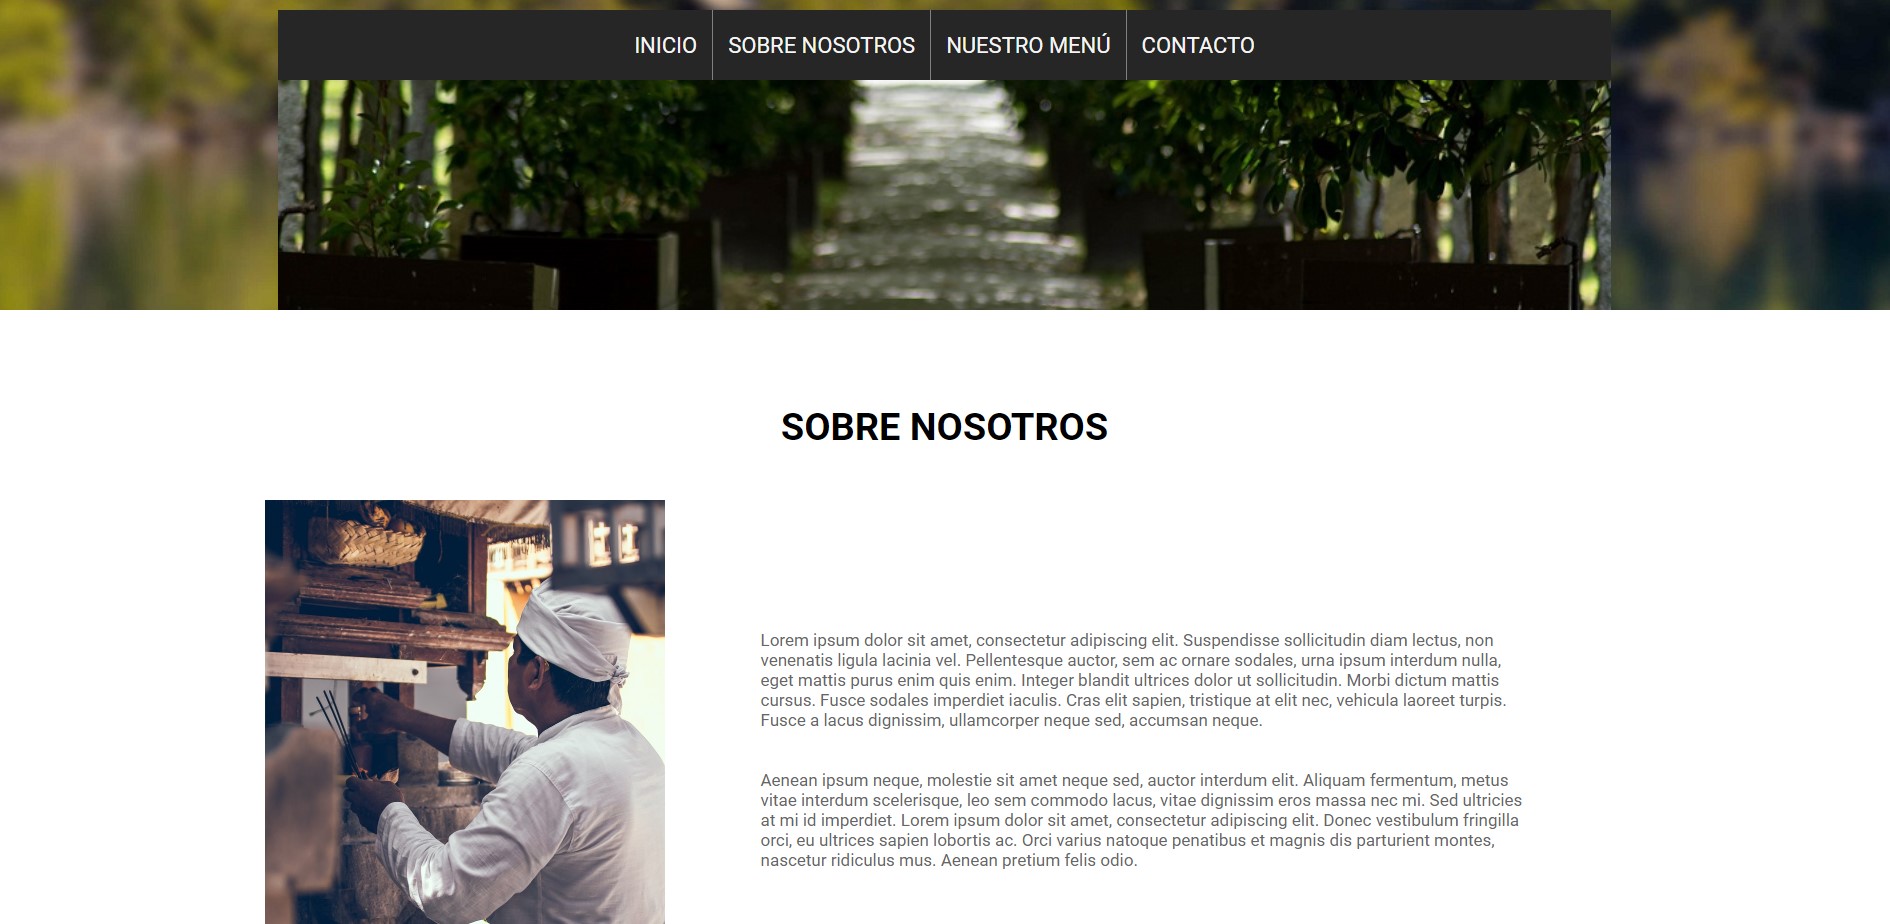 INICIO SOBRE NOSOTROS NUESTRO MENÚ CONTACTO
SOBRE NOSOTROS
Lorem ipsum dolor sit amet, consectetur adipiscing elit. Suspendisse sollicitudin diam lectus, non
venenatis ligula lacinia vel. Pellentesque auctor, sem ac ornare sodales, urna ipsum interdum nulla,
eget mattis purus enim quis enim. Integer blandit ultrices dolor ut sollicitudin. Morbi dictum mattis
cursus. Fusce sodales imperdiet iaculis. Cras elit sapien, tristique at elit nec, vehicula laoreet turpis.
Fusce a lacus dignissim, ullamcorper neque sed, accumsan neque.
Aenean ipsum neque, molestie sit amet neque sed, auctor interdum elit. Aliquam fermentum, metus
vitae interdum scelerisque, leo sem commodo lacus, vitae dignissim eros massa nec mi. Sed ultricies
at mi id imperdiet. Lorem ipsum dolor sit amet, consectetur adipiscing elit. Donec vestibulum fringilla
orci, eu ultrices sapien lobortis ac. Orci varius natoque penatibus et magnis dis parturient montes,
nascetur ridiculus mus. Aenean pretium felis odio.